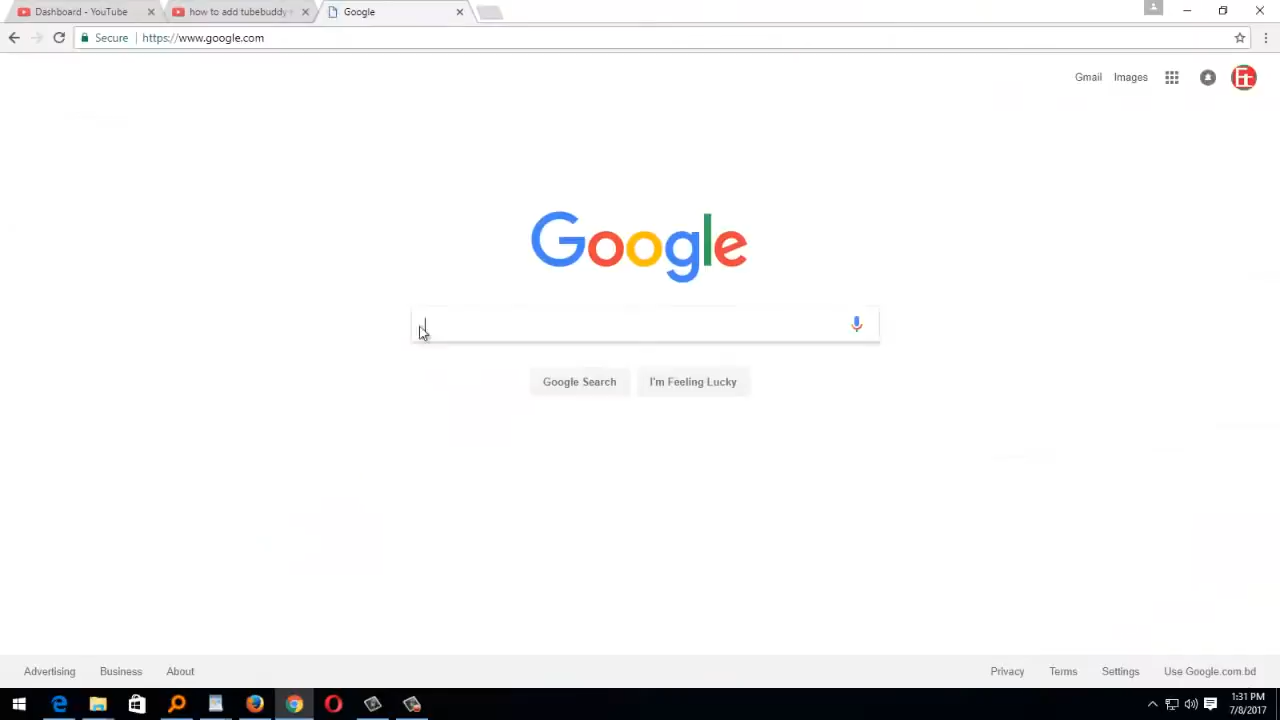 Dashboard - YouTube
how to add tubebuddy
Google
Secure
https://www.google.com
Gmail
Images
Ft
Google
Google Search
I'm Feeling Lucky
Advertising
Business
About
Privacy
Terms
Settings
Use Google.com.bd
1:31 PM
7/8/2017